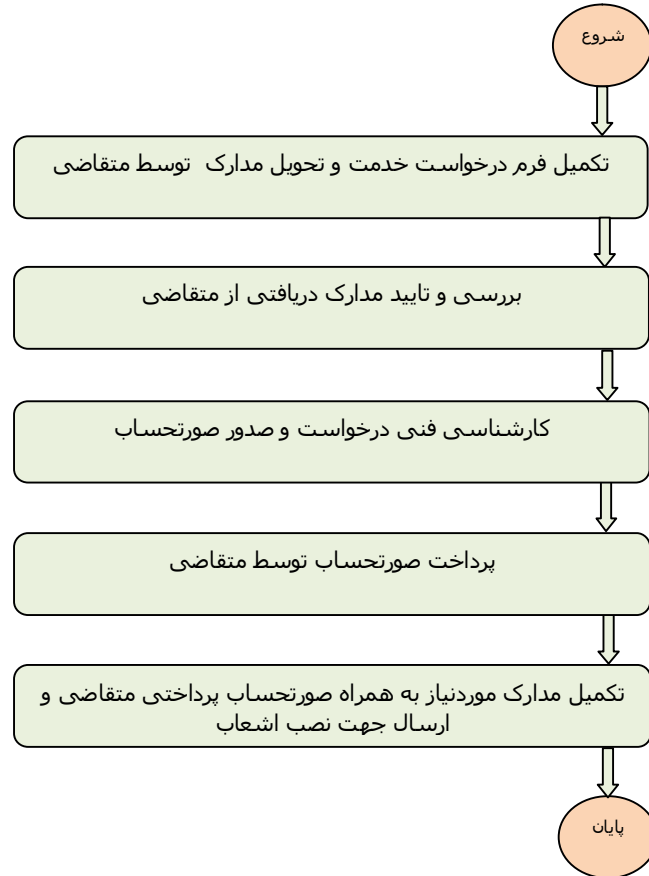 شروع
تکمیل فرم درخواست خدمت و تحویل مدارک توسط متقاضی
بررسی و تایید مدارک دریافتی از متقاضی
کارشناسی فنی درخواست و صدور صورتحساب
پرداخت صورتحساب توسط متقاضی
تکمیل مدارک موردنیاز به همراه صورتحساب پرداختی متقاضی و
ارسال جهت نصب اشعاب
پایان